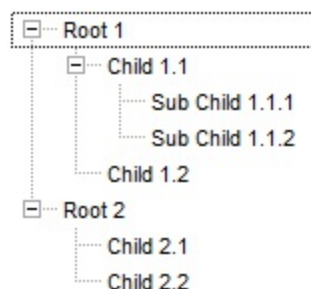 Root 1
Child 1.1
Sub Child 1.1.1
Sub Child 1.1.2
Child 1.2
Root 2
Child 2.1
Child 2.2